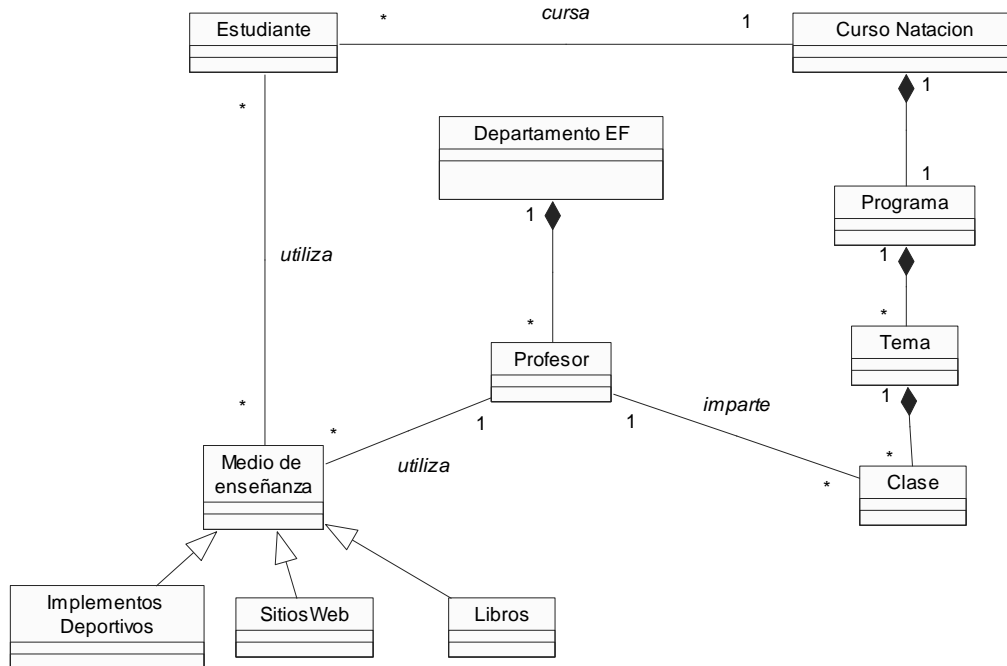 * cursa 1
Estudiante
Curso Natacion
*
1
Departamento EF
1
1
Programa
1
utiliza
*
*
Tema
Profesor
1
imparte
*
*
1
1
utiliza
*
*
Medio de
enseñanza
Clase
Implementos
Deportivos
SitiosWeb
Libros